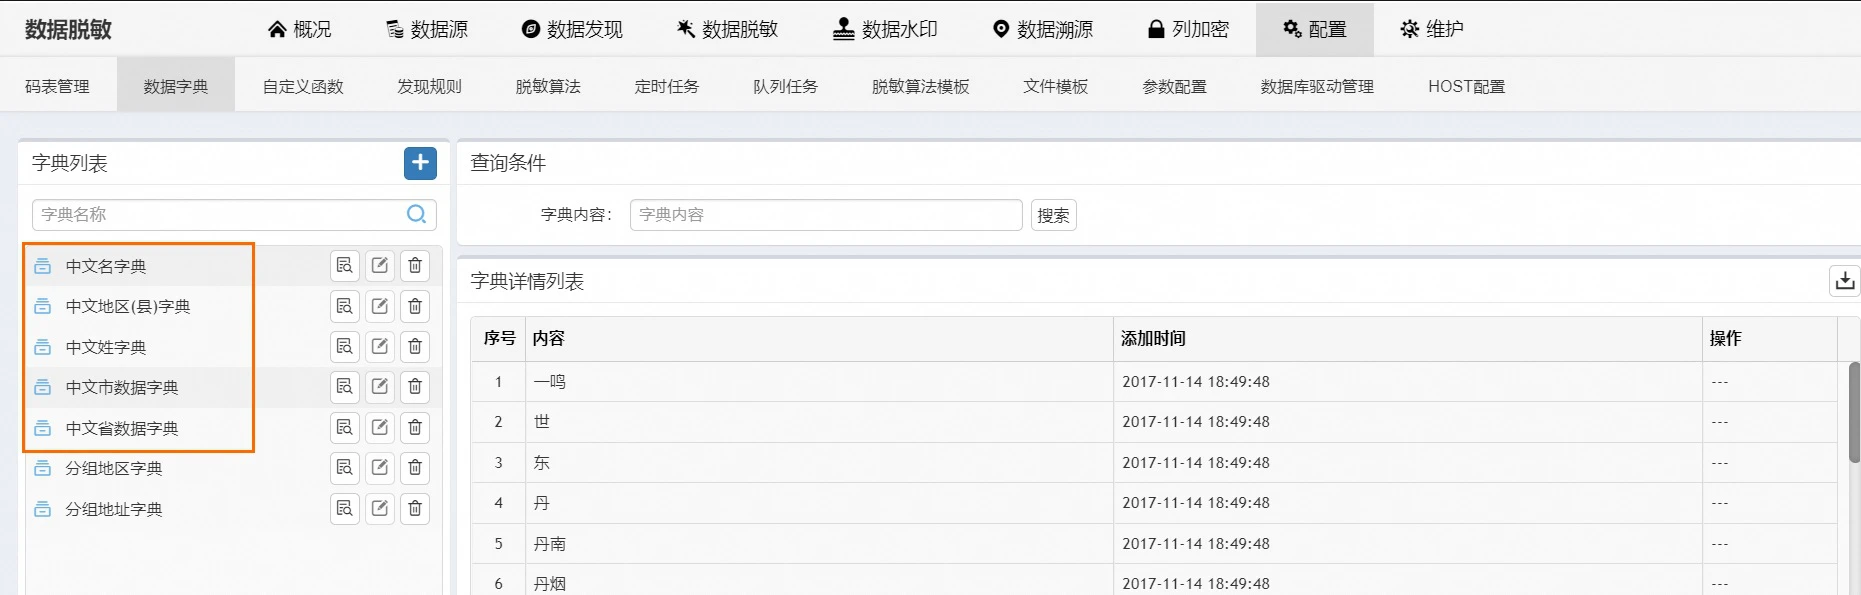 数据脱敏 概况 数据源 数据发现 数据脱敏 数据水印 数据溯源 列加密 配置 维护
码表管理 数据字典 自定义函数 发现规则 脱敏算法 定时任务 队列任务 脱敏算法模板 文件模板 参数配置 数据库驱动管理 HOST配置
字典列表
字典名称
中文名字典
中文地区(县)字典
中文姓字典
中文市数据字典
中文省数据字典
分组地区字典
分组地址字典
查询条件
字典内容： 字典内容 搜索
字典详情列表
序号 内容 添加时间 操作
1 一鸣 2017-11-14 18:49:48 ---
2 世 2017-11-14 18:49:48 ---
3 东 2017-11-14 18:49:48 ---
4 丹 2017-11-14 18:49:48 ---
5 丹南 2017-11-14 18:49:48 ---
6 丹烟 2017-11-14 18:49:48 ---